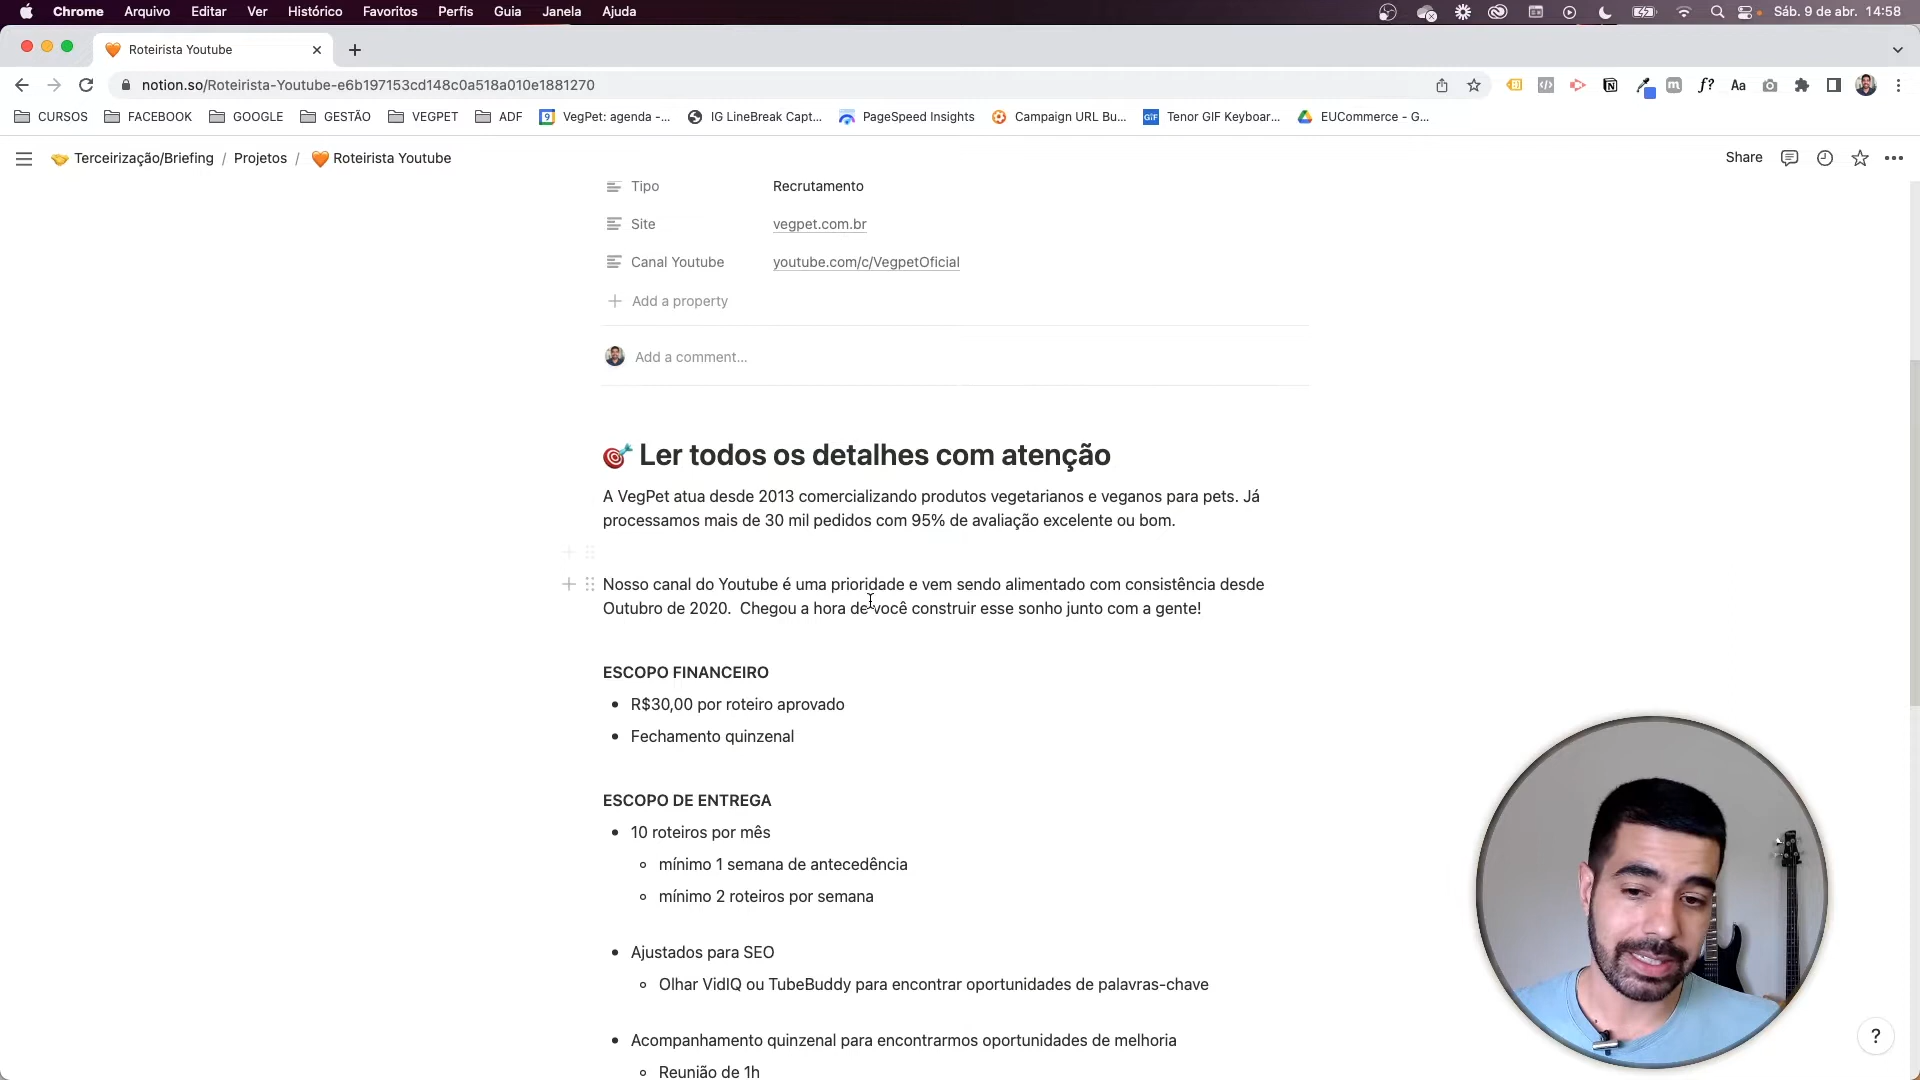 Chrome Arquivo Editar Ver Histórico Favoritos Perfis Guia Janela Ajuda Sáb. 9 de abr. 14:58
Roteirista Youtube
notion.so/Roteirista-Youtube-e6b197153cd148c0a518a010e1881270
CURSOS FACEBOOK GOOGLE GESTÃO VEGPET ADF VegPet: agenda -... IG LineBreak Capt... PageSpeed Insights Campaign URL Bu... GIF Tenor GIF Keyboar... EUCommerce - G...
Terceirização/Briefing / Projetos / Roteirista Youtube Share
Tipo Recrutamento
Site vegpet.com.br
Canal Youtube youtube.com/c/VegpetOficial
Add a property
Add a comment...
Ler todos os detalhes com atenção
A VegPet atua desde 2013 comercializando produtos vegetarianos e veganos para pets. Já
processamos mais de 30 mil pedidos com 95% de avaliação excelente ou bom.
Nosso canal do Youtube é uma prioridade e vem sendo alimentado com consistência desde
Outubro de 2020. Chegou a hora de você construir esse sonho junto com a gente!
ESCOPO FINANCEIRO
• R$30,00 por roteiro aprovado
• Fechamento quinzenal
ESCOPO DE ENTREGA
• 10 roteiros por mês
◦ mínimo 1 semana de antecedência
◦ mínimo 2 roteiros por semana
• Ajustados para SEO
◦ Olhar VidIQ ou TubeBuddy para encontrar oportunidades de palavras-chave
• Acompanhamento quinzenal para encontrarmos oportunidades de melhoria
◦ Reunião de 1h
?